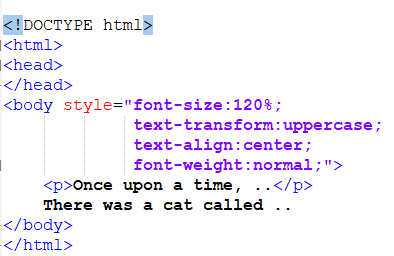 <!DOCTYPE html>
<html>
<head>
</head>
<body style="font-size:120%;
text-transform:uppercase;
text-align:center;
font-weight:normal;">
<p>Once upon a time, ..</p>
There was a cat called ..
</body>
</html>